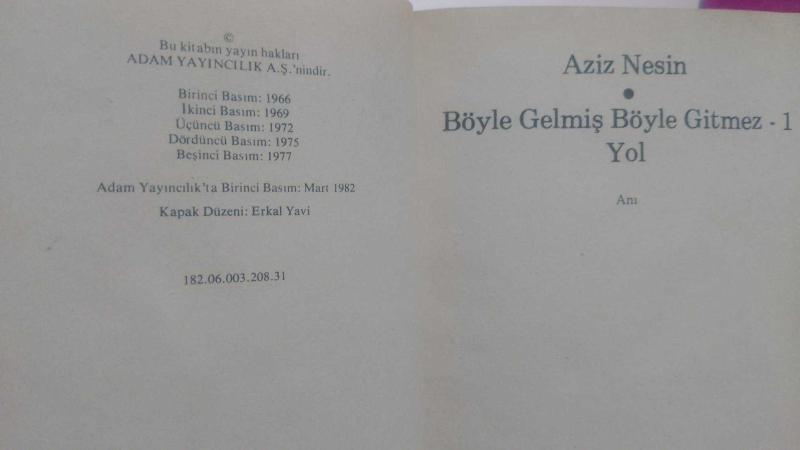 ©
Bu kitabın yayın hakları
ADAM YAYINCILIK A.Ş.'nindir.
Birinci Basım: 1966
İkinci Basım: 1969
Üçüncü Basım: 1972
Dördüncü Basım: 1975
Beşinci Basım: 1977
Adam Yayıncılık'ta Birinci Basım: Mart 1982
Kapak Düzeni: Erkal Yavi
182.06.003.208.31
Aziz Nesin
•
Böyle Gelmiş Böyle Gitmez - 1
Yol
Anı